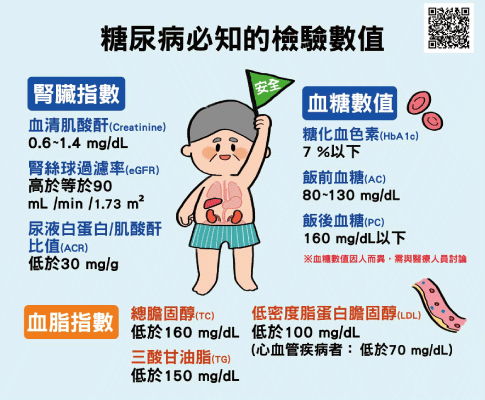 糖尿病必知的檢驗數值
安全
腎臟指數
血清肌酸酐(Creatinine)
0.6~1.4 mg/dL
腎絲球過濾率(eGFR)
高於等於90
mL /min /1.73 m²
尿液白蛋白/肌酸酐
比值(ACR)
低於30 mg/g
血糖數值
糖化血色素(HbA1c)
7 %以下
飯前血糖(AC)
80~130 mg/dL
飯後血糖(PC)
160 mg/dL以下
※血糖數值因人而異，需與醫療人員討論
血脂指數
總膽固醇(TC)
低於160 mg/dL
三酸甘油脂(TG)
低於150 mg/dL
低密度脂蛋白膽固醇(LDL)
低於100 mg/dL
(心血管疾病者： 低於70 mg/dL)